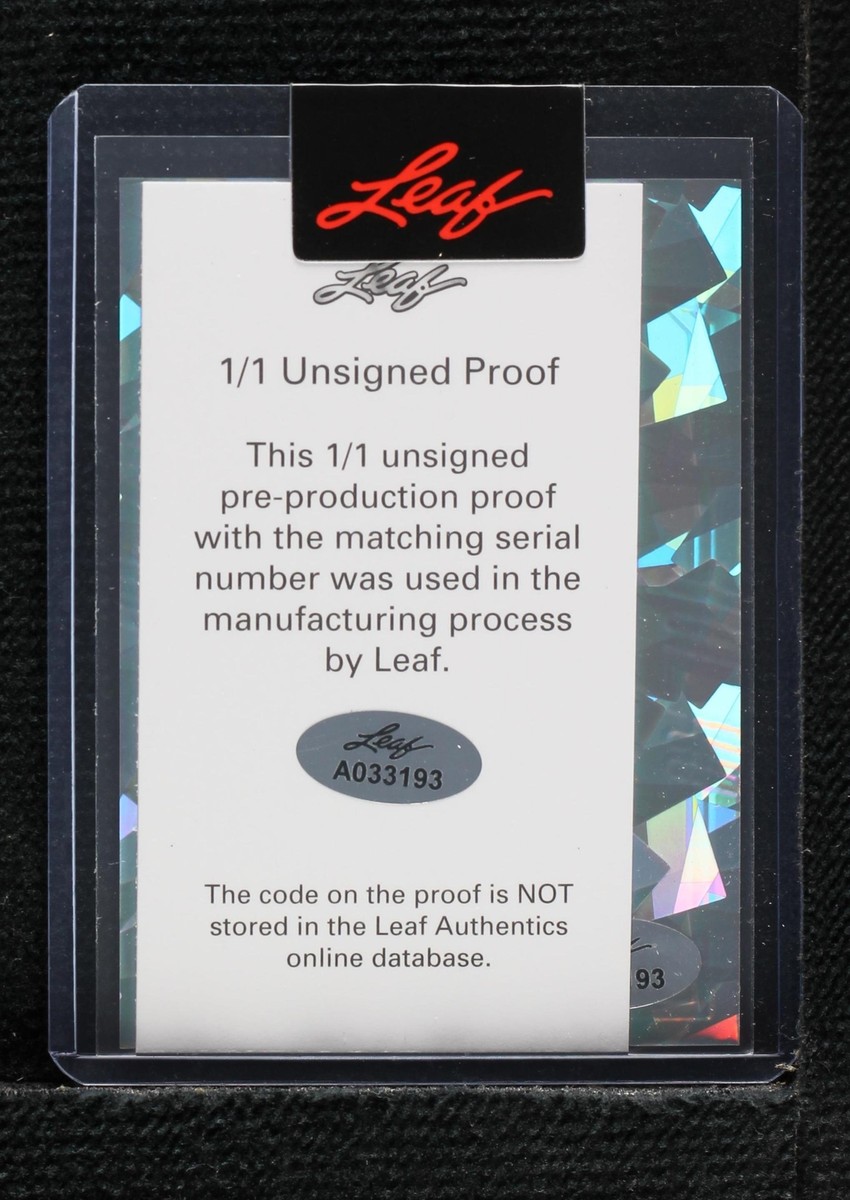 Leaf
Leaf
1/1 Unsigned Proof
This 1/1 unsigned
pre-production proof
with the matching serial
number was used in the
manufacturing process
by Leaf.
Leaf
A033193
The code on the proof is NOT
stored in the Leaf Authentics
online database.
93